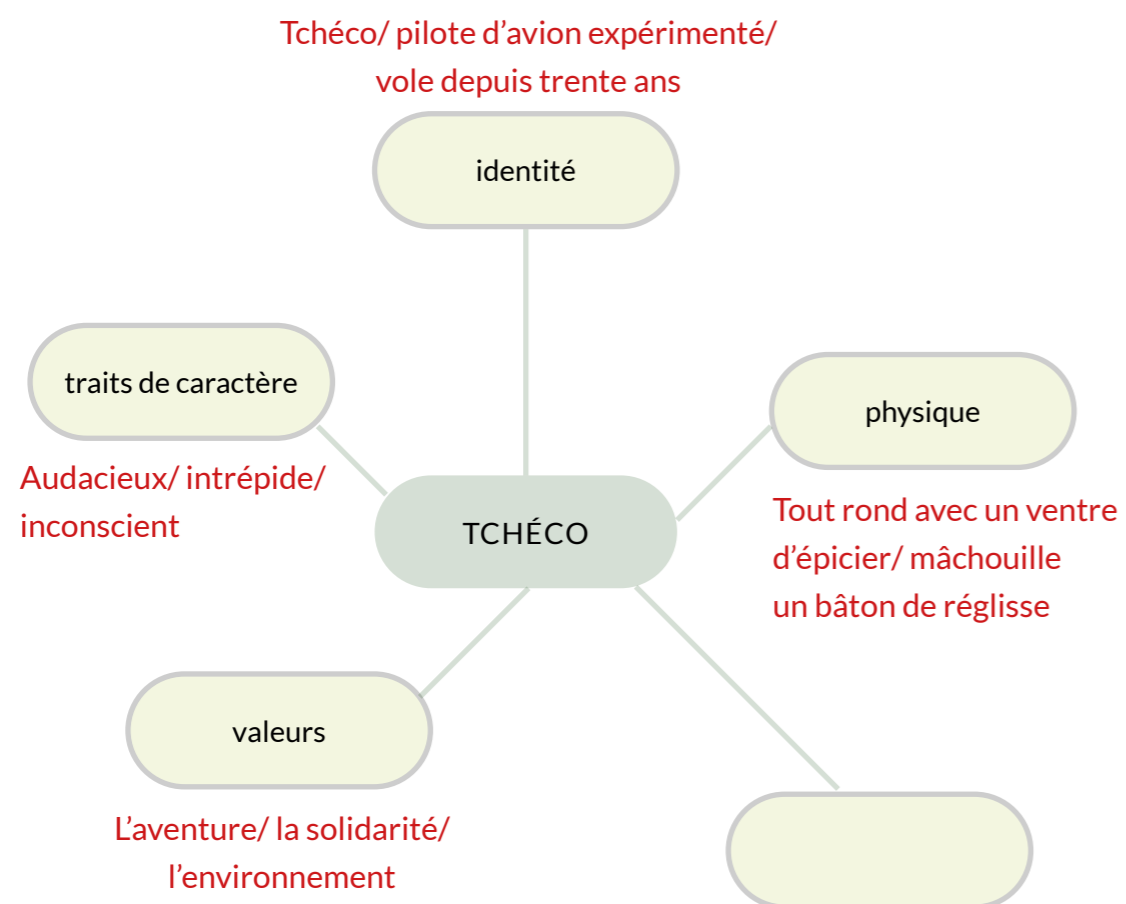 Tchéco/ pilote d’avion expérimenté/
vole depuis trente ans
identité
traits de caractère
Audacieux/ intrépide/
inconscient
physique
Tout rond avec un ventre
d’épicier/ mâchouille
un bâton de réglisse
TCHÉCO
valeurs
L’aventure/ la solidarité/
l’environnement